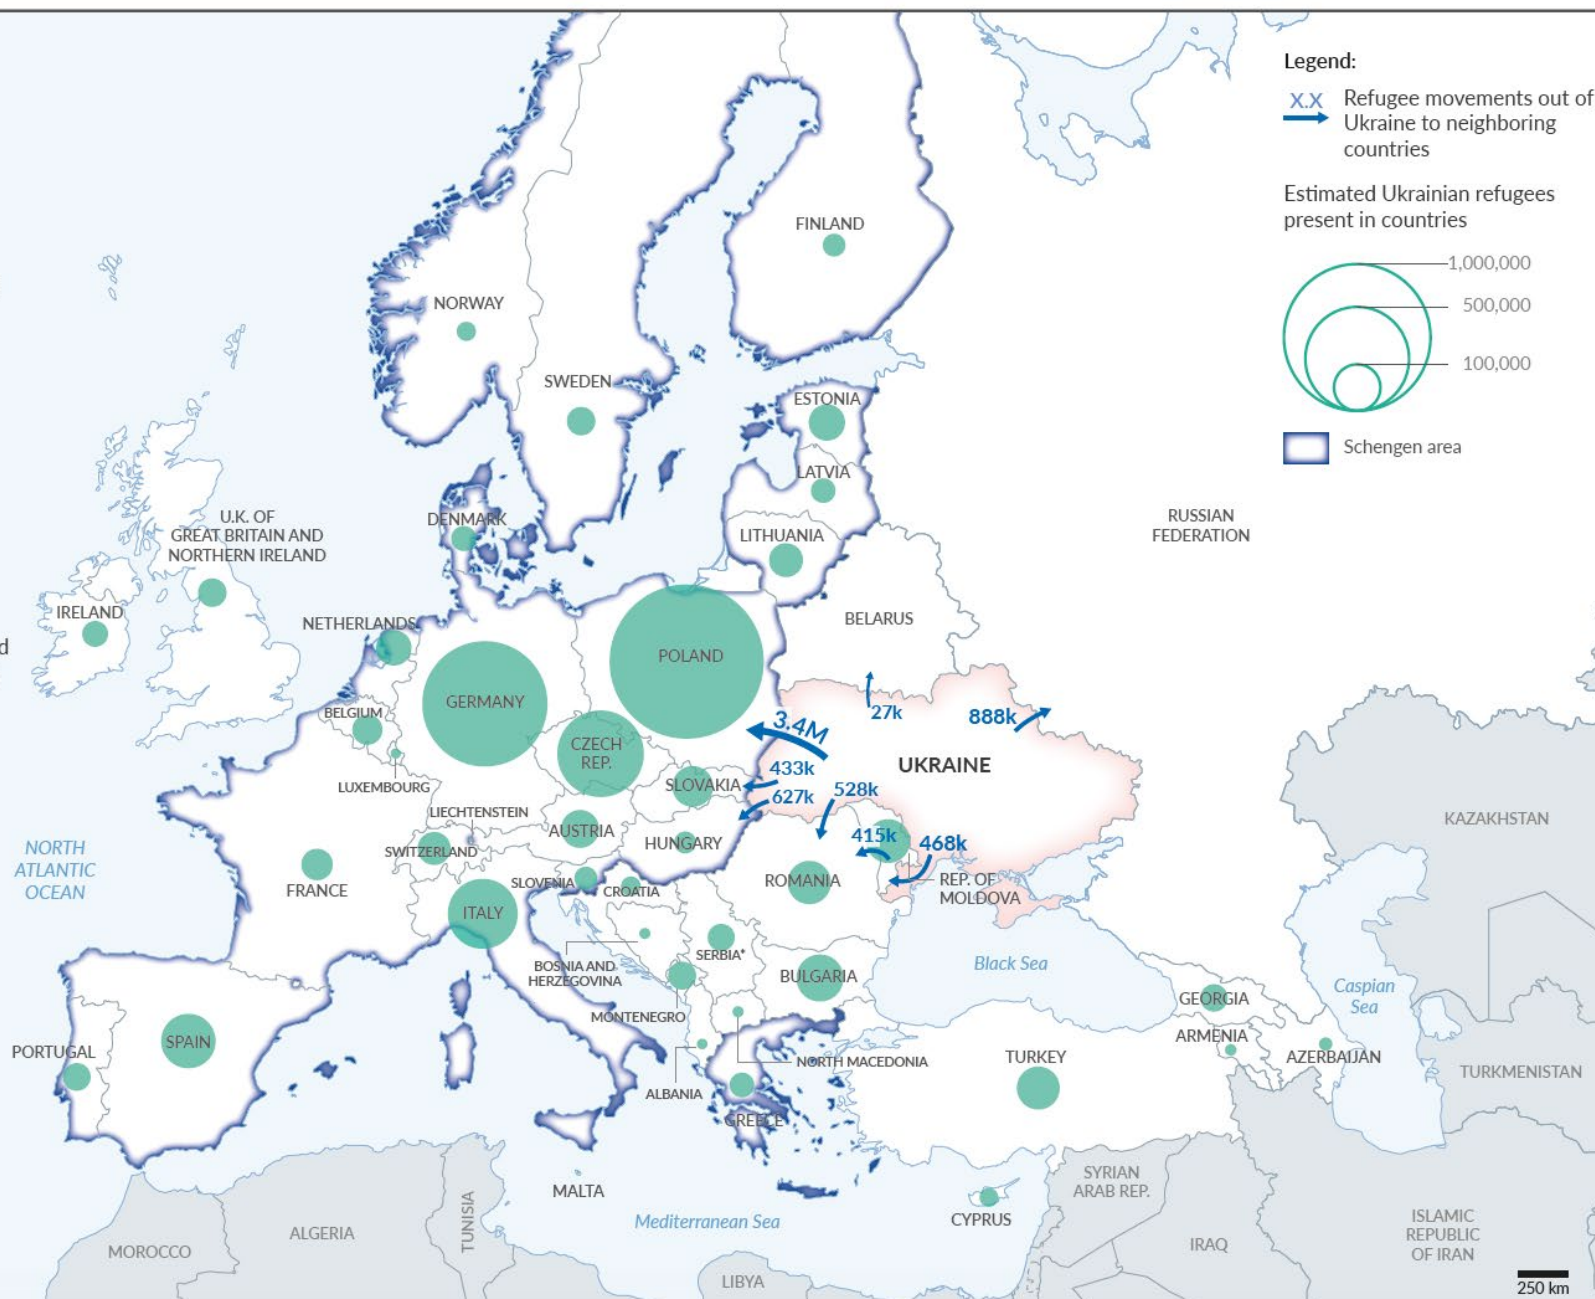 Legend:
X.X
Refugee movements out of
Ukraine to neighboring
countries
Estimated Ukrainian refugees
present in countries
1,000,000
500,000
100,000
Schengen area
FINLAND
NORWAY
SWEDEN
ESTONIA
LATVIA
LITHUANIA
DENMARK
U.K. OF
GREAT BRITAIN AND
NORTHERN IRELAND
IRELAND
NETHERLANDS
RUSSIAN
FEDERATION
BELARUS
d
POLAND
GERMANY
BELGIUM
LUXEMBOURG
CZECH
REP.
SLOVAKIA
27k
888k
3.4M
433k
627k
528k
415k
468k
UKRAINE
LIECHTENSTEIN
AUSTRIA
HUNGARY
SWITZERLAND
FRANCE
SLOVENIA
CROATIA
ROMANIA
REP. OF
MOLDOVA
KAZAKHSTAN
NORTH
ATLANTIC
OCEAN
ITALY
BOSNIA AND
HERZEGOVINA
SERBIA*
BULGARIA
Black Sea
Caspian
Sea
MONTENEGRO
GEORGIA
ARMENIA
AZERBAIJAN
TURKMENISTAN
PORTUGAL
SPAIN
NORTH MACEDONIA
ALBANIA
GREECE
TURKEY
MALTA
CYPRUS
SYRIAN
ARAB REP.
Mediterranean Sea
MOROCCO
ALGERIA
TUNISIA
LIBYA
IRAQ
ISLAMIC
REPUBLIC
OF IRAN
250 km